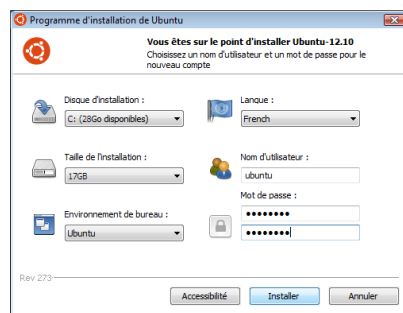 Programme d'installation de Ubuntu
Vous êtes sur le point d'installer Ubuntu-12.10
Choisissez un nom d'utilisateur et un mot de passe pour le
nouveau compte
Disque d'installation :
C: (28Go disponibles)
Langue :
French
Taille de l'installation :
17GB
Nom d'utilisateur :
ubuntu
Mot de passe :
●●●●●●●●
Environnement de bureau :
Ubuntu
●●●●●●●●
Rev 273
Accessibilité
Installer
Annuler